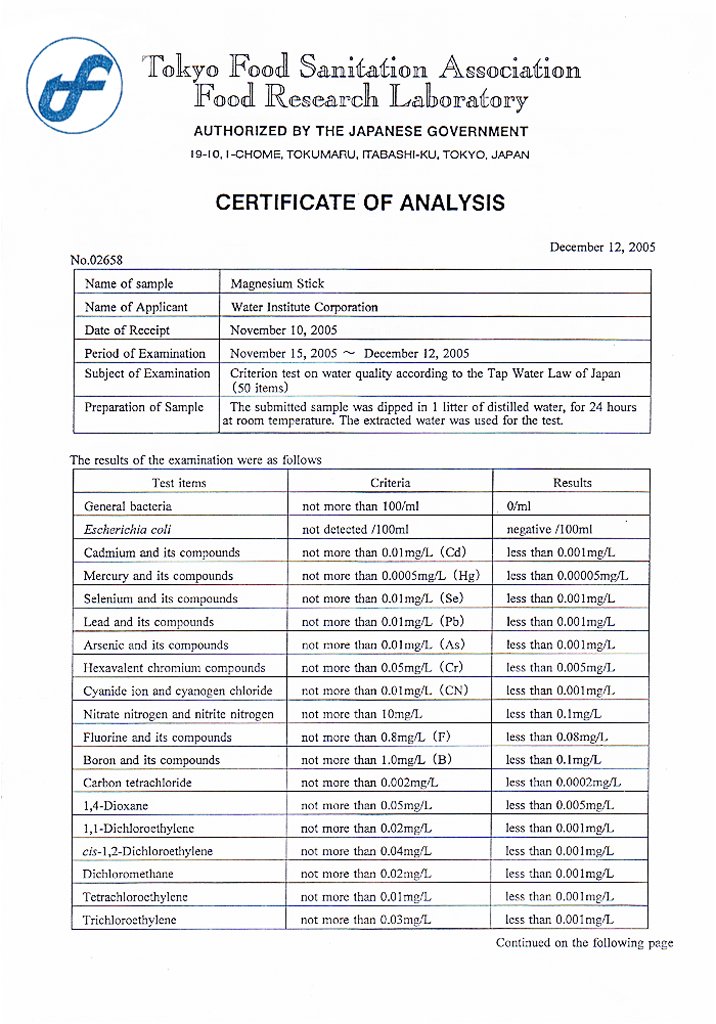 Tokyo Food Sanitation Association
Food Research Laboratory
AUTHORIZED BY THE JAPANESE GOVERNMENT
19-10, 1-CHOME, TOKUMARU, ITABASHI-KU, TOKYO, JAPAN
CERTIFICATE OF ANALYSIS
December 12, 2005
No.02658
Name of sample Magnesium Stick
Name of Applicant Water Institute Corporation
Date of Receipt November 10, 2005
Period of Examination November 15, 2005 ～ December 12, 2005
Subject of Examination Criterion test on water quality according to the Tap Water Law of Japan
(50 items)
Preparation of Sample The submitted sample was dipped in 1 litter of distilled water, for 24 hours
at room temperature. The extracted water was used for the test.
The results of the examination were as follows
Test items Criteria Results
General bacteria not more than 100/ml 0/ml
Escherichia coli not detected /100ml negative /100ml
Cadmium and its compounds not more than 0.01mg/L (Cd) less than 0.001mg/L
Mercury and its compounds not more than 0.0005mg/L (Hg) less than 0.00005mg/L
Selenium and its compounds not more than 0.01mg/L (Se) less than 0.001mg/L
Lead and its compounds not more than 0.01mg/L (Pb) less than 0.001mg/L
Arsenic and its compounds not more than 0.01mg/L (As) less than 0.001mg/L
Hexavalent chromium compounds not more than 0.05mg/L (Cr) less than 0.005mg/L
Cyanide ion and cyanogen chloride not more than 0.01mg/L (CN) less than 0.001mg/L
Nitrate nitrogen and nitrite nitrogen not more than 10mg/L less than 0.1mg/L
Fluorine and its compounds not more than 0.8mg/L (F) less than 0.08mg/L
Boron and its compounds not more than 1.0mg/L (B) less than 0.1mg/L
Carbon tetrachloride not more than 0.002mg/L less than 0.0002mg/L
1,4-Dioxane not more than 0.05mg/L less than 0.005mg/L
1,1-Dichloroethylene not more than 0.02mg/L less than 0.001mg/L
cis-1,2-Dichloroethylene not more than 0.04mg/L less than 0.001mg/L
Dichloromethane not more than 0.02mg/L less than 0.001mg/L
Tetrachloroethylene not more than 0.01mg/L less than 0.001mg/L
Trichloroethylene not more than 0.03mg/L less than 0.001mg/L
Continued on the following page